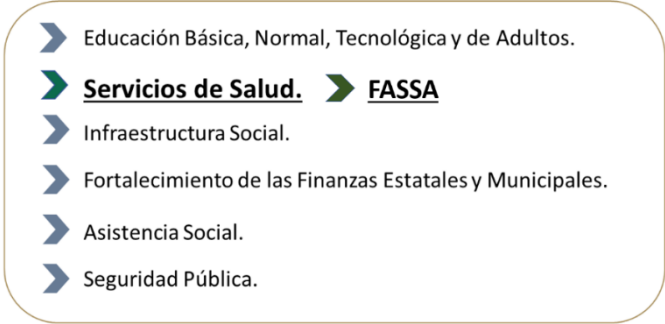 Educación Básica, Normal, Tecnológica y de Adultos.
Servicios de Salud. FASSA
Infraestructura Social.
Fortalecimiento de las Finanzas Estatales y Municipales.
Asistencia Social.
Seguridad Pública.